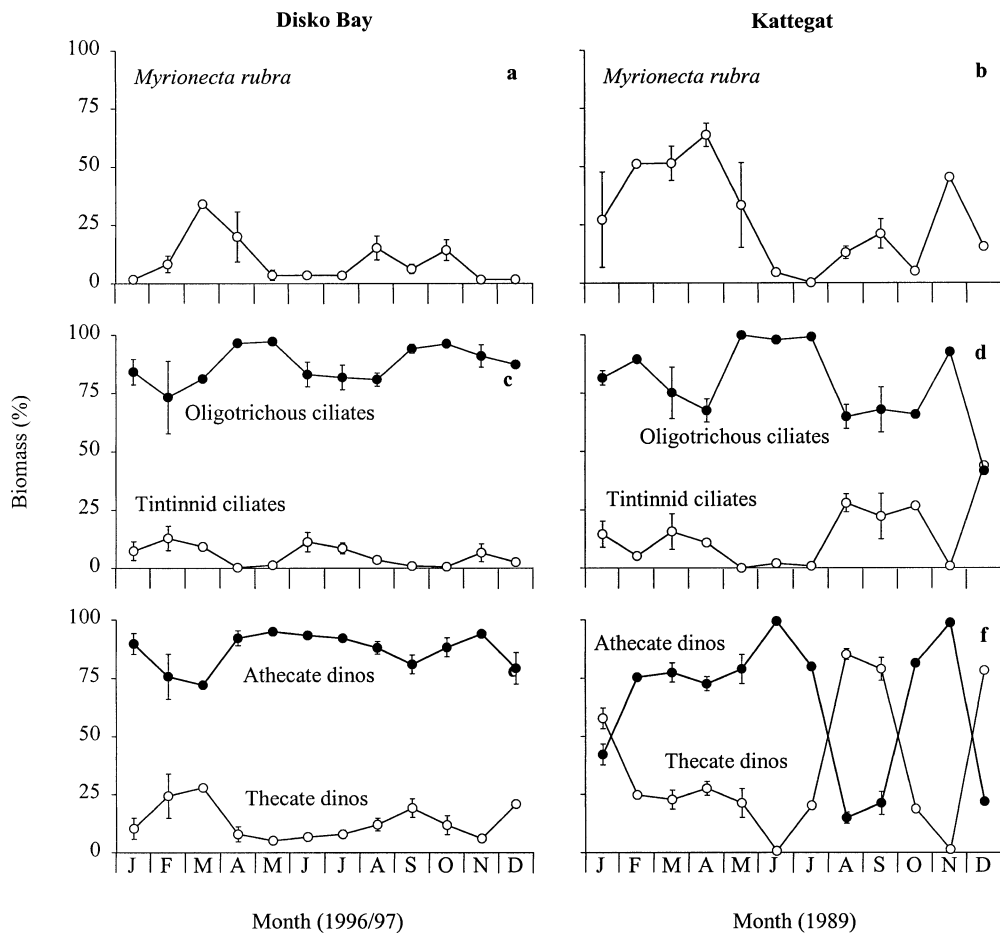 Disko Bay Kattegat
100 Myrionecta rubra a Myrionecta rubra b
75
50
25
0
100
75 c d
Oligotrichous ciliates Oligotrichous ciliates
50
Tintinnid ciliates Tintinnid ciliates
25
0
Biomass (%)
100
Athecate dinos Athecate dinos f
75 e
50
Thecate dinos Thecate dinos
25
0
J F M A M J J A S O N D J F M A M J J A S O N D
Month (1996/97) Month (1989)